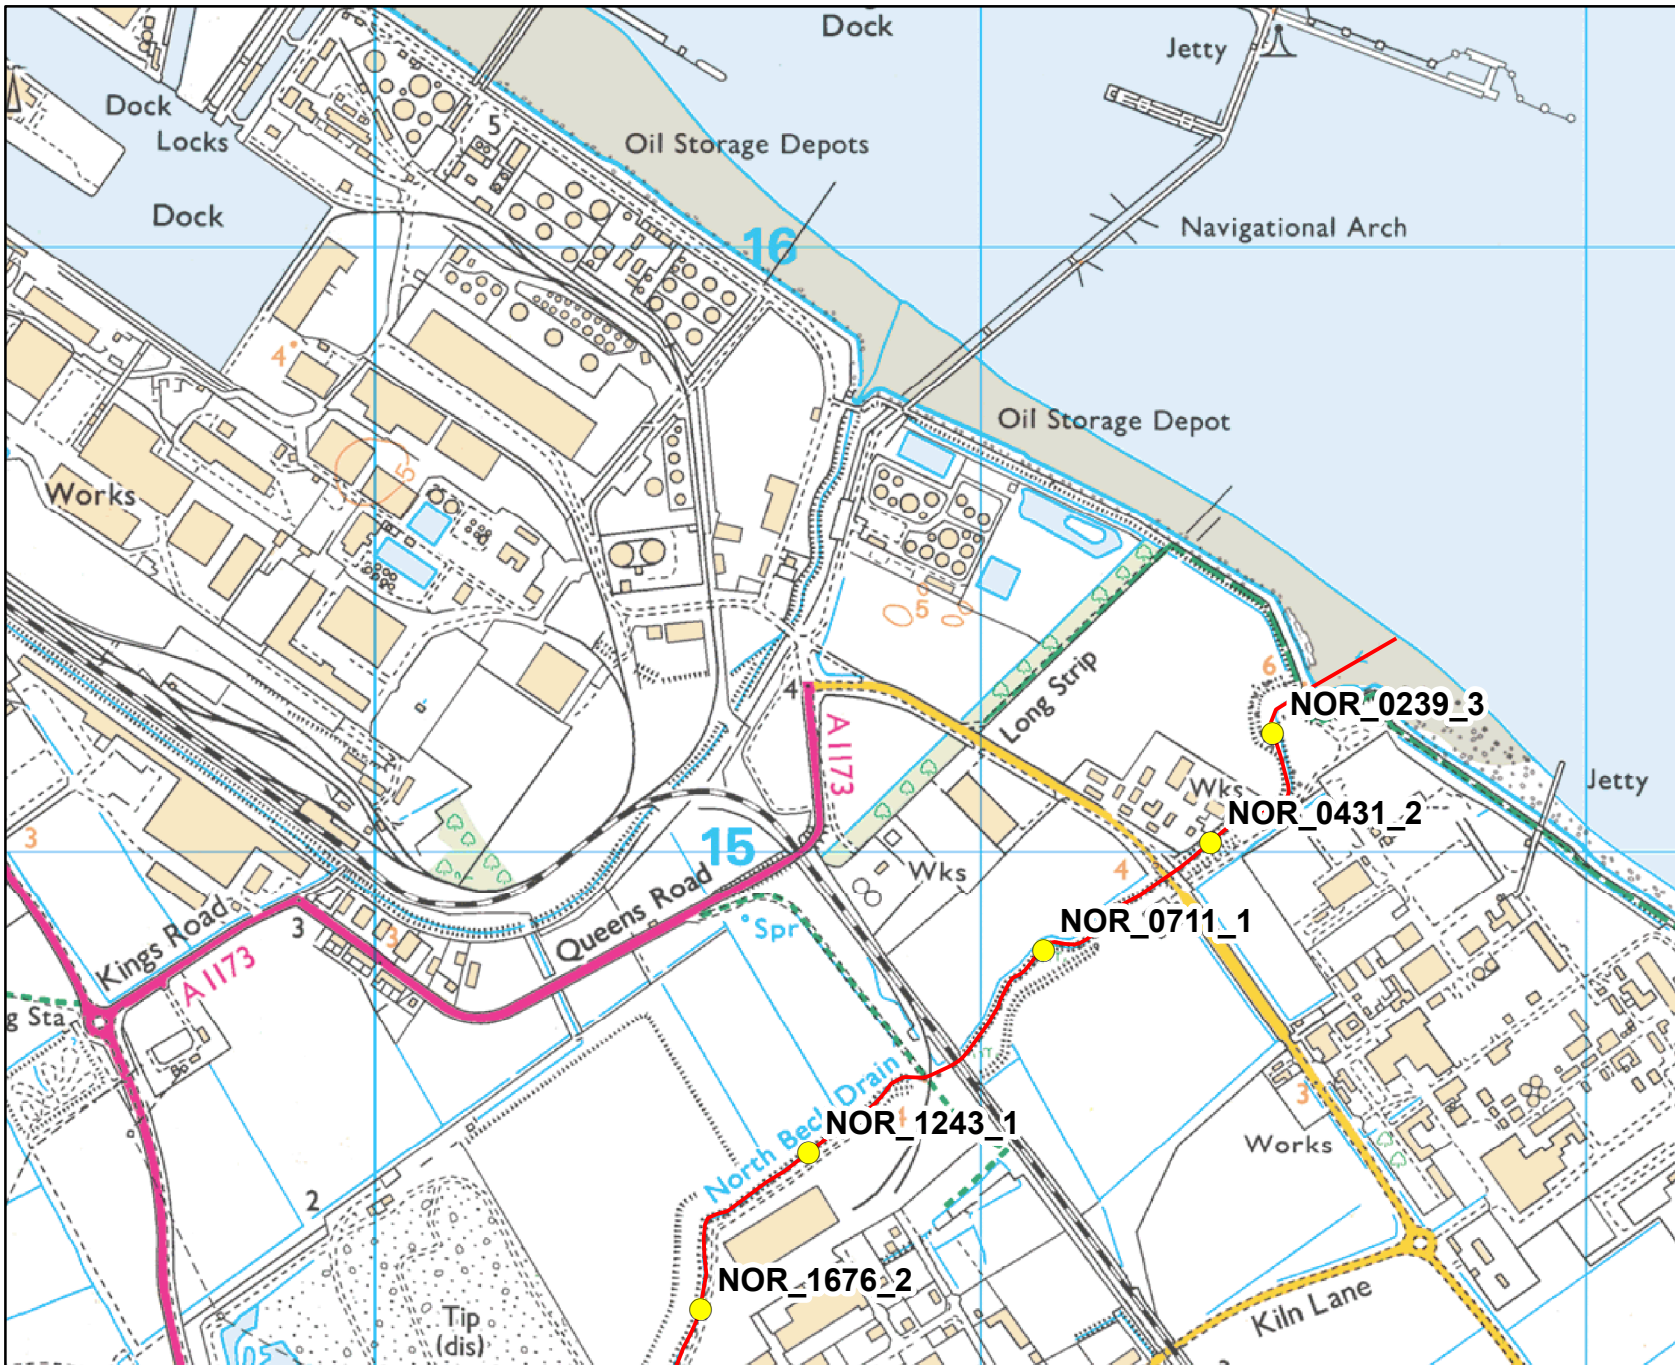 Dock
Jetty
Dock
Locks
5
Oil Storage Depots
Dock
Navigational Arch
16
4
Oil Storage Depot
5
Works
5
6
Long Strip
4
NOR_0239_3
A1173
Jetty
Wks
NOR_0431_2
3
15
Wks
4
Queens Road
NOR_0711_1
Spr
3
3
Kings Road
A1173
g Sta
North Beck Drain
NOR_1243_1
3
Works
2
NOR_1676_2
Tip
(dis)
Kiln Lane